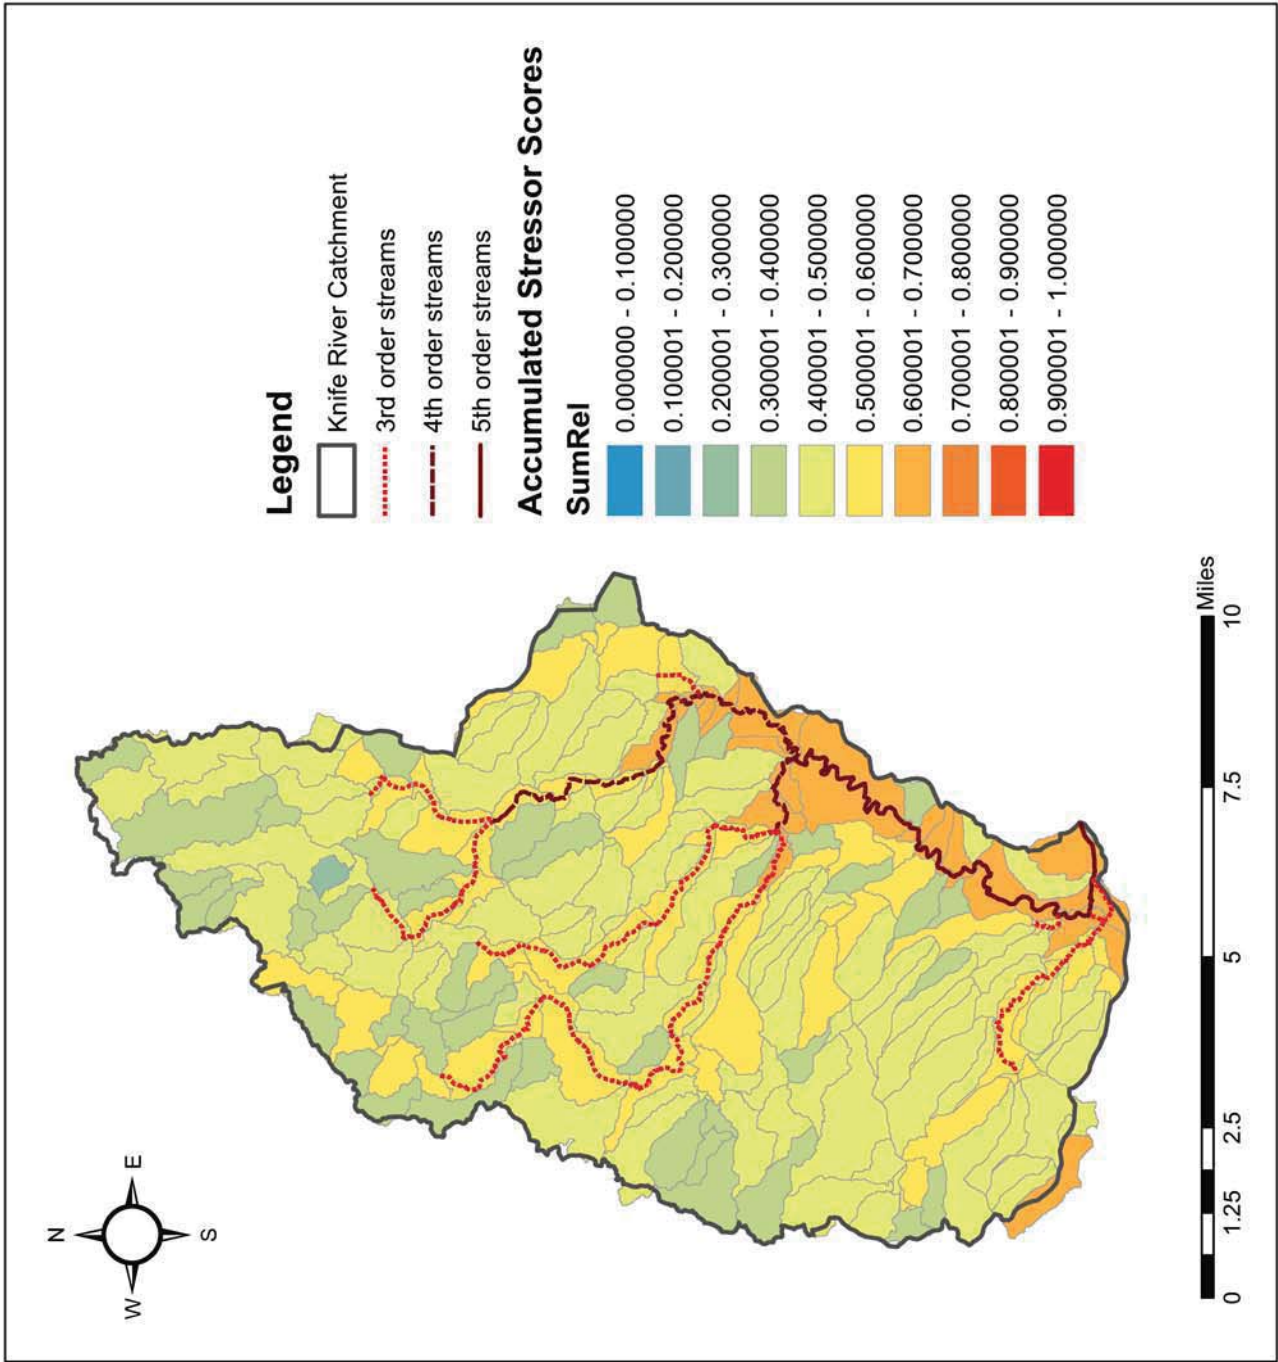 N
W
E
S
Legend
Knife River Catchment
3rd order streams
4th order streams
5th order streams
Accumulated Stressor Scores
SumRel
0.000000 - 0.100000
0.100001 - 0.200000
0.200001 - 0.300000
0.300001 - 0.400000
0.400001 - 0.500000
0.500001 - 0.600000
0.600001 - 0.700000
0.700001 - 0.800000
0.800001 - 0.900000
0.900001 - 1.000000
Miles
0 1.25 2.5 5 7.5 10